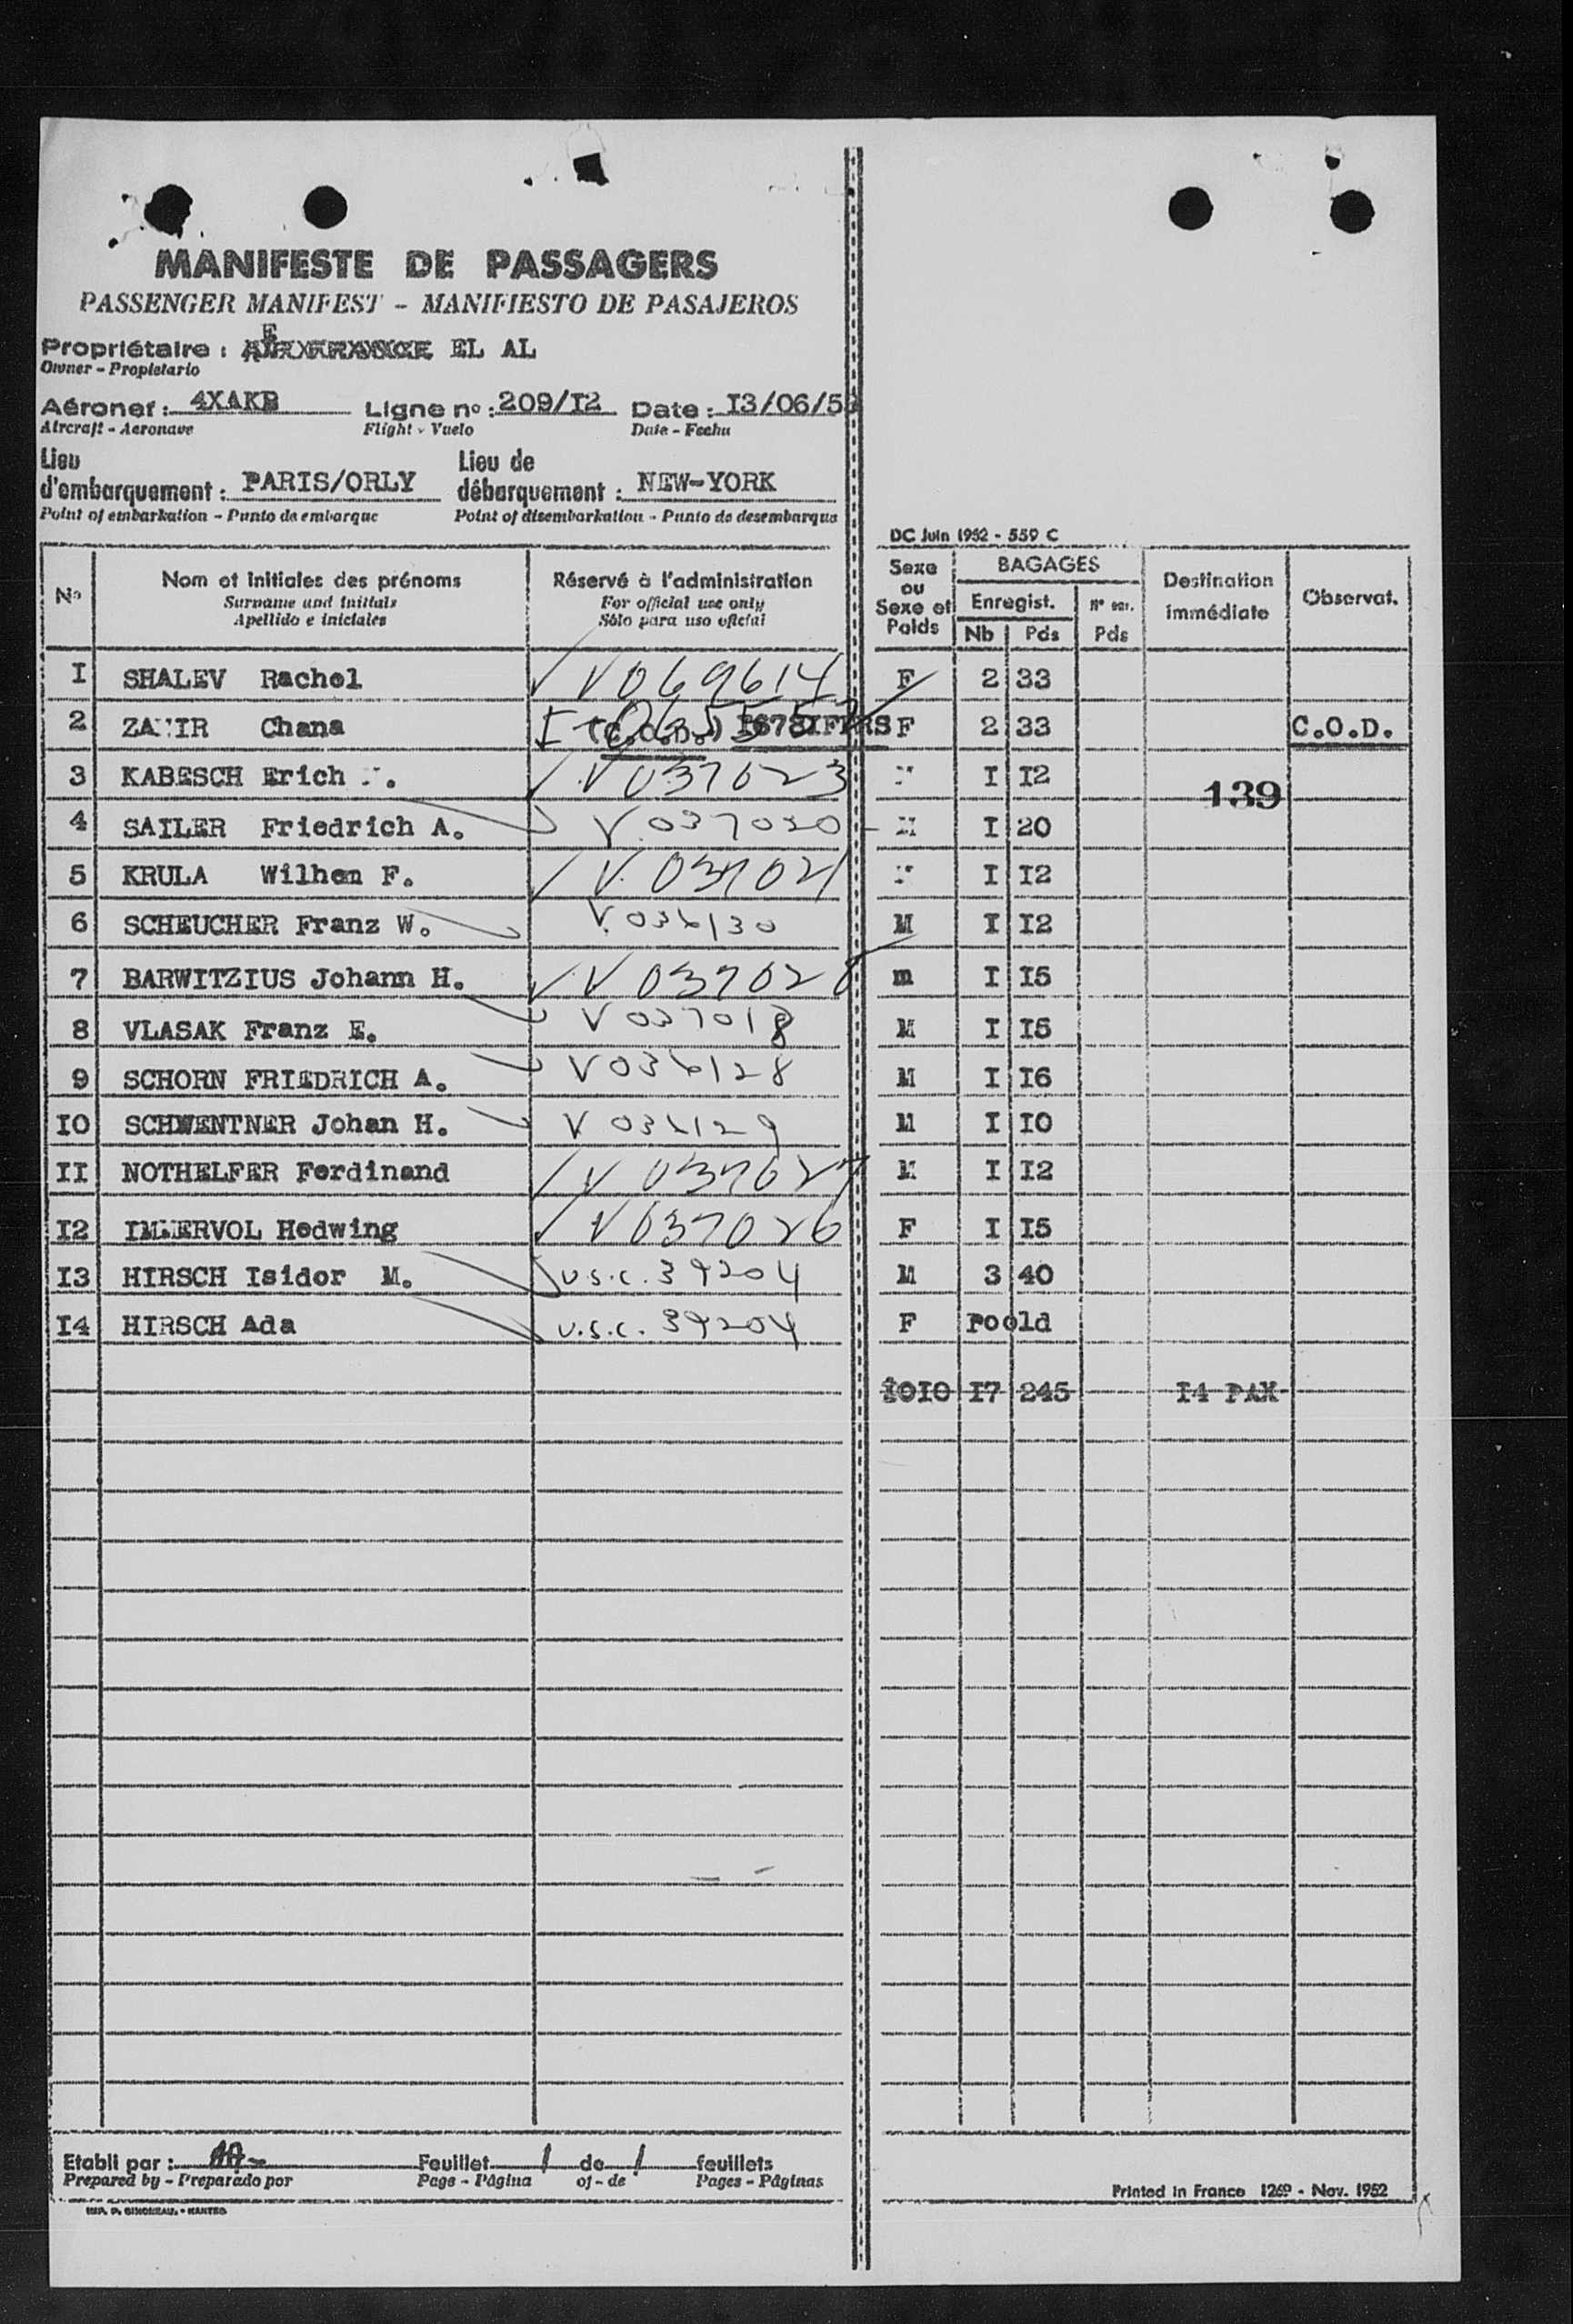 MANIFESTE DE PASSAGERS
PASSENGER MANIFEST - MANIFIESTO DE PASAJEROS
Propriétaire : EL AL
Owner - Propietario
Aéronef : 4XAKB Ligne nº : 209/I2 Date : I3/06/5
Aircraft - Aeronave Flight - Vuelo Date - Fecha
Lieu d'embarquement : PARIS/ORLY Lieu de débarquement : NEW-YORK
Point of embarkation - Punto de embarque Point of disembarkation - Punto de desembarque
DC Juin 1952 - 559 C
Nº Nom et initiales des prénoms Réservé à l'administration Sexe ou Sexe et Poids BAGAGES Destination immédiate Observat.
Surname and initials For official use only Enregist.
Apellido e iniciales Sólo para uso oficial Nb Pds Pds
I SHALEV Rachel V069614 F 2 33
2 Chana (C.O.D.) F 2 33 C.O.D.
3 KABESCH Erich V037023 I I2
139
4 SAILER Friedrich A. V037020 M I 20
5 KRULA Wilhem F. V.037021 I I2
6 SCHEUCHER Franz W. V.036130 M I I2
7 BARWITZIUS Johann H. V037028 m I I5
8 VLASAK Franz E. V037018 M I I5
9 SCHORN FRIEDRICH A. V036128 M I I6
IO SCHWENTNER Johan H. V036129 M I IO
II NOTHELFER Ferdinand V037027 M I I2
I2 IMMERVOL Hedwing V037026 F I I5
I3 HIRSCH Isidor M. U.S.C. 39204 M 3 40
I4 HIRSCH Ada U.S.C. 39204 F poold
IOIO I7 245 I4 PAX
Etabli par : Feuillet 1 de 1 feuillets
Prepared by - Preparado por Page - Página of - de Pages - Páginas
Printed in France - Nov. 1952